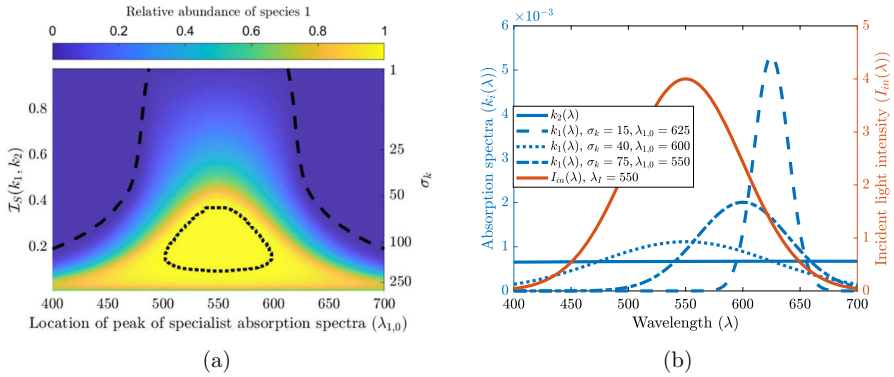 Relative abundance of species 1
0 0.2 0.4 0.6 0.8 1
I_S(k_1, k_2)
0.8
0.6
0.4
0.2
1
25
50
100
250
σ_k
400 450 500 550 600 650 700
Location of peak of specialist absorption spectra (λ_{1,0})
(a)
×10^{-3}
Absorption spectra (k_i(λ))
6
5
4
3
2
1
0
k_2(λ)
k_1(λ), σ_k = 15, λ_{1,0} = 625
k_1(λ), σ_k = 40, λ_{1,0} = 600
k_1(λ), σ_k = 75, λ_{1,0} = 550
I_{in}(λ), λ_I = 550
5
4
3
2
1
0
Incident light intensity (I_{in}(λ))
400 450 500 550 600 650 700
Wavelength (λ)
(b)